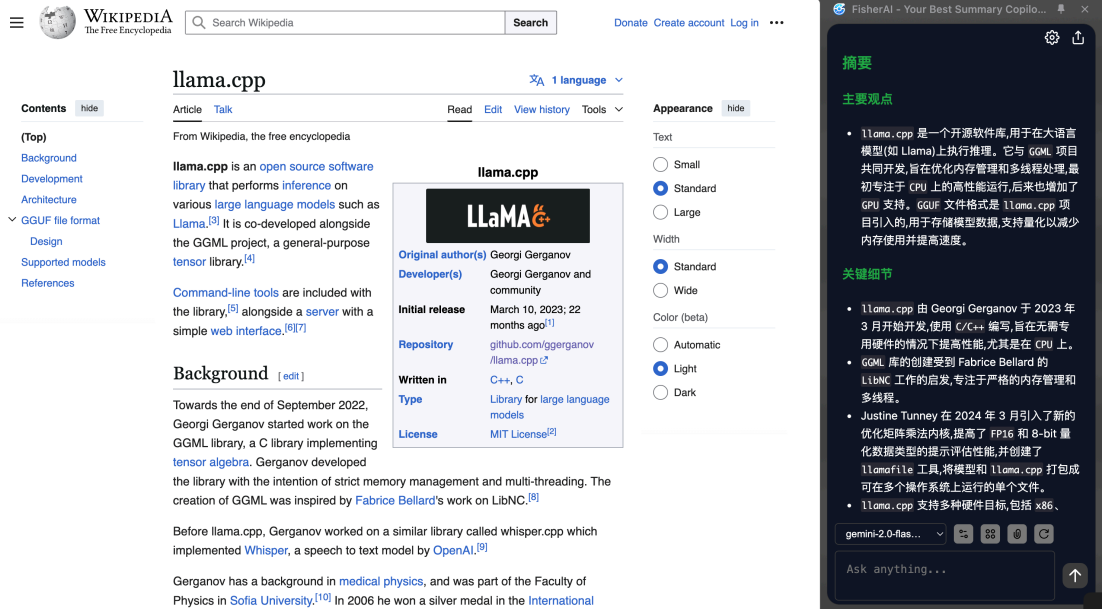 WIKIPEDIA
The Free Encyclopedia
Search Wikipedia
Search
Donate Create account Log in
llama.cpp
1 language
Contents hide
(Top)
Background
Development
Architecture
GGUF file format
Design
Supported models
References
Article Talk
Read Edit View history Tools
From Wikipedia, the free encyclopedia
llama.cpp is an open source software
library that performs inference on
various large language models such as
Llama.[3] It is co-developed alongside
the GGML project, a general-purpose
tensor library.[4]
Command-line tools are included with
the library,[5] alongside a server with a
simple web interface.[6][7]
llama.cpp
LLaMA C++
Original author(s) Georgi Gerganov
Developer(s) Georgi Gerganov and
community
Initial release March 10, 2023; 22
months ago[1]
Repository github.com/ggerganov
/llama.cpp
Written in C++, C
Type Library for large language
models
License MIT License[2]
Background [ edit ]
Towards the end of September 2022,
Georgi Gerganov started work on the
GGML library, a C library implementing
tensor algebra. Gerganov developed
the library with the intention of strict memory management and multi-threading. The
creation of GGML was inspired by Fabrice Bellard's work on LibNC.[8]
Before llama.cpp, Gerganov worked on a similar library called whisper.cpp which
implemented Whisper, a speech to text model by OpenAI.[9]
Gerganov has a background in medical physics, and was part of the Faculty of
Physics in Sofia University.[10] In 2006 he won a silver medal in the International
Appearance hide
Text
Small
Standard
Large
Width
Standard
Wide
Color (beta)
Automatic
Light
Dark
FisherAI - Your Best Summary Copilo...
摘要
主要观点
• llama.cpp 是一个开源软件库,用于在大语言
模型(如 Llama)上执行推理。它与 GGML 项目
共同开发,旨在优化内存管理和多线程处理,最
初专注于 CPU 上的高性能运行,后来也增加了
GPU 支持。GGUF 文件格式是 llama.cpp 项
目引入的,用于存储模型数据,支持量化以减少
内存使用并提高速度。
关键细节
• llama.cpp 由 Georgi Gerganov 于 2023 年
3 月开始开发,使用 C/C++ 编写,旨在无需专
用硬件的情况下提高性能,尤其是在 CPU 上。
• GGML 库的创建受到 Fabrice Bellard 的
LibNC 工作的启发,专注于严格的内存管理和
多线程。
• Justine Tunney 在 2024 年 3 月引入了新的
优化矩阵乘法内核,提高了 FP16 和 8-bit 量
化数据类型的提示评估性能,并创建了
llamafile 工具,将模型和 llama.cpp 打包成
可在多个操作系统上运行的单个文件。
• llama.cpp 支持多种硬件目标,包括 x86、
gemini-2.0-flas...
Ask anything...